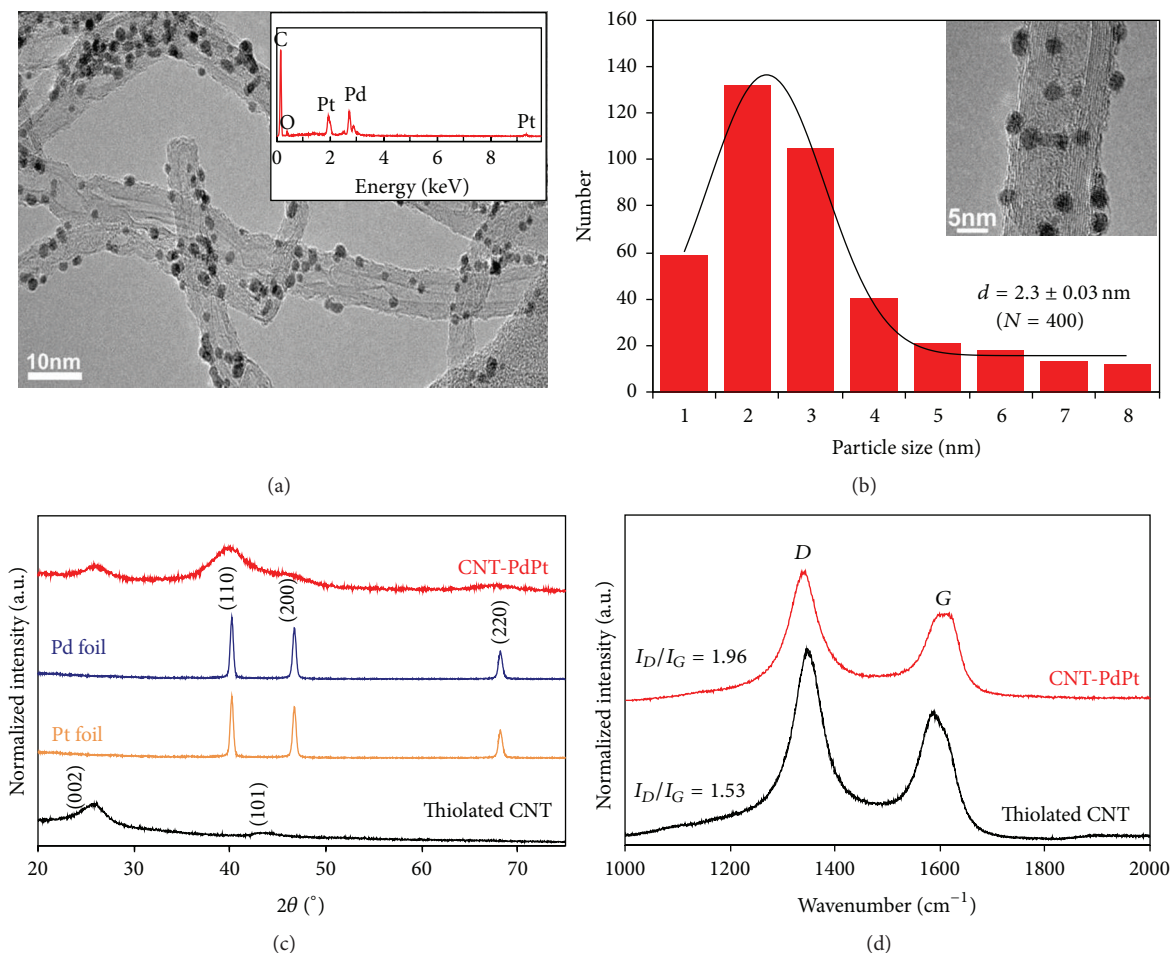 C
O
Pt
Pd
Pt
0 2 4 6 8
Energy (keV)
10nm
(a)
160
140
120
100
80
60
40
20
0
Number
5nm
d = 2.3 ± 0.03 nm
(N = 400)
1 2 3 4 5 6 7 8
Particle size (nm)
(b)
Normalized intensity (a.u.)
CNT-PdPt
(110)
(200)
(220)
Pd foil
Pt foil
(002)
(101)
Thiolated CNT
20 30 40 50 60 70
2θ (°)
(c)
Normalized intensity (a.u.)
D
G
I_D/I_G = 1.96
CNT-PdPt
I_D/I_G = 1.53
Thiolated CNT
1000 1200 1400 1600 1800 2000
Wavenumber (cm⁻¹)
(d)